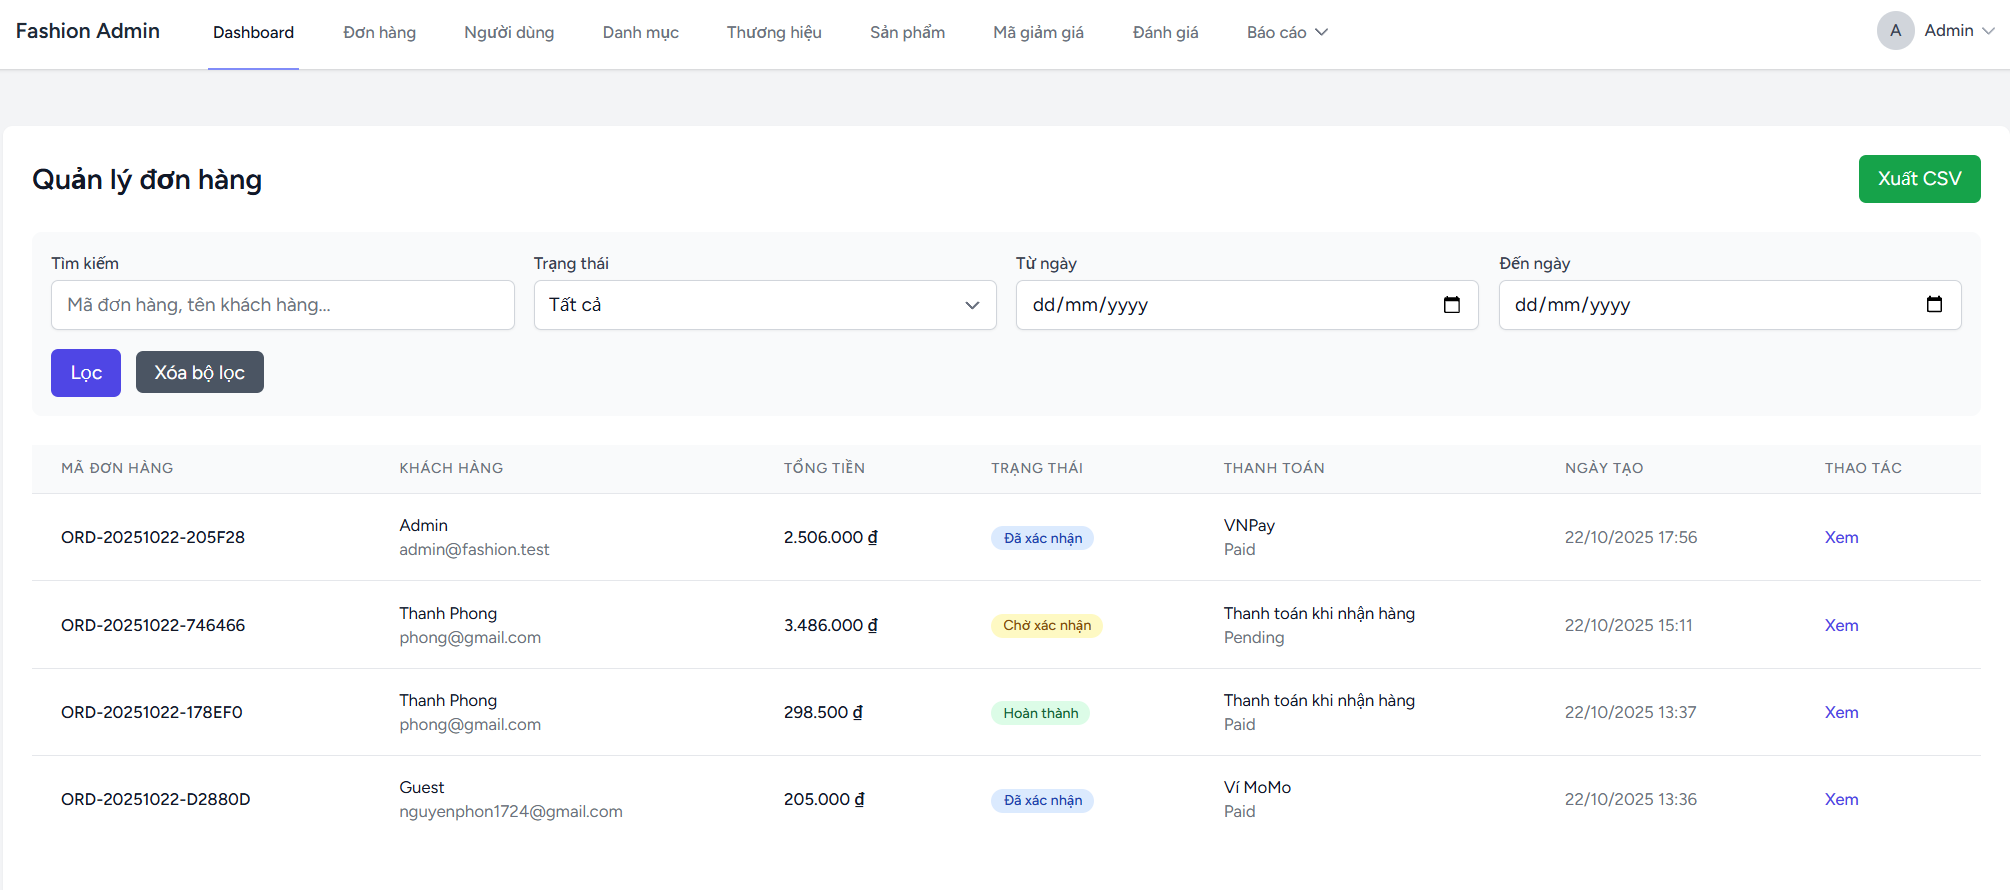 Fashion Admin
Dashboard
Đơn hàng
Người dùng
Danh mục
Thương hiệu
Sản phẩm
Mã giảm giá
Đánh giá
Báo cáo
A
Admin
Quản lý đơn hàng
Xuất CSV
Tìm kiếm
Trạng thái
Từ ngày
Đến ngày
Mã đơn hàng, tên khách hàng...
Tất cả
dd/mm/yyyy
dd/mm/yyyy
Lọc
Xóa bộ lọc
MÃ ĐƠN HÀNG
KHÁCH HÀNG
TỔNG TIỀN
TRẠNG THÁI
THANH TOÁN
NGÀY TẠO
THAO TÁC
ORD-20251022-205F28
Admin
admin@fashion.test
2.506.000 ₫
Đã xác nhận
VNPay
Paid
22/10/2025 17:56
Xem
ORD-20251022-746466
Thanh Phong
phong@gmail.com
3.486.000 ₫
Chờ xác nhận
Thanh toán khi nhận hàng
Pending
22/10/2025 15:11
Xem
ORD-20251022-178EF0
Thanh Phong
phong@gmail.com
298.500 ₫
Hoàn thành
Thanh toán khi nhận hàng
Paid
22/10/2025 13:37
Xem
ORD-20251022-D2880D
Guest
nguyenphon1724@gmail.com
205.000 ₫
Đã xác nhận
Ví MoMo
Paid
22/10/2025 13:36
Xem